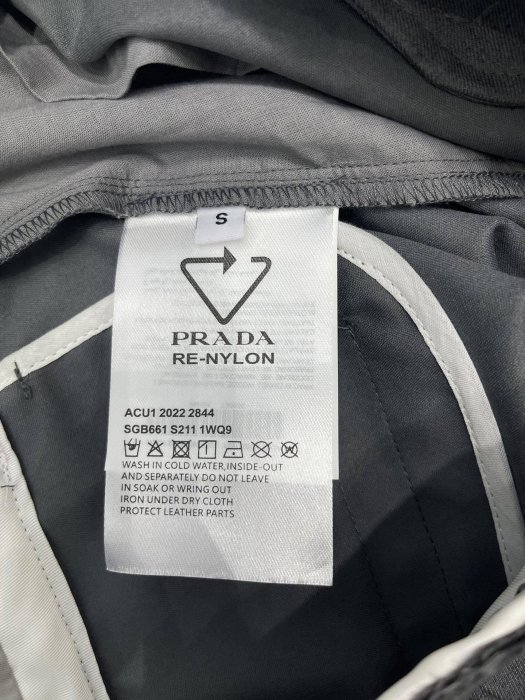 S
PRADA
RE-NYLON
ACU1 2022 2844
SGB661 S211 1WQ9
WASH IN COLD WATER,INSIDE-OUT
AND SEPARATELY DO NOT LEAVE
IN SOAK OR WRING OUT
IRON UNDER DRY CLOTH
PROTECT LEATHER PARTS